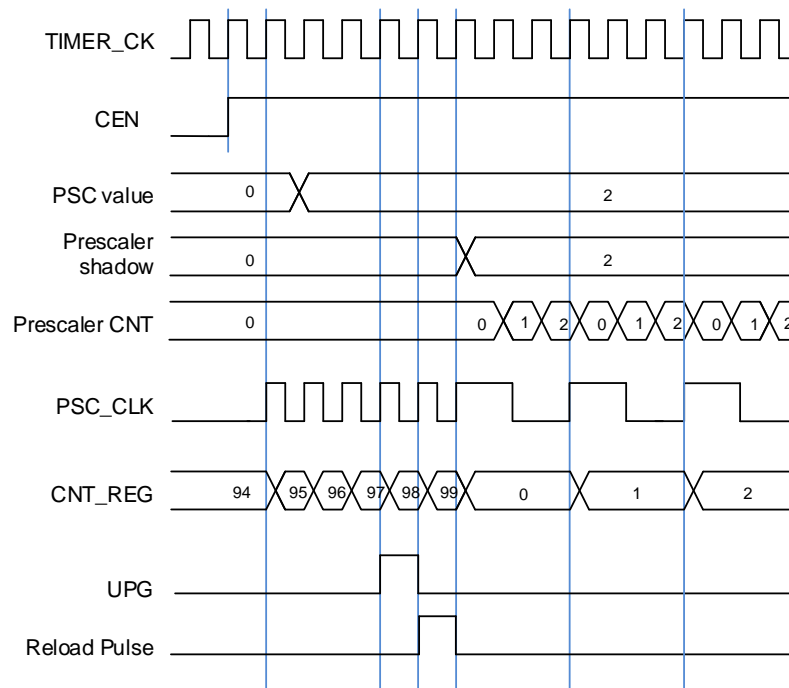 TIMER_CK
CEN
PSC value 0 2
Prescaler
shadow 0 2
Prescaler CNT 0 0 1 2 0 1 2 0 1 2
PSC_CLK
CNT_REG 94 95 96 97 98 99 0 1 2
UPG
Reload Pulse